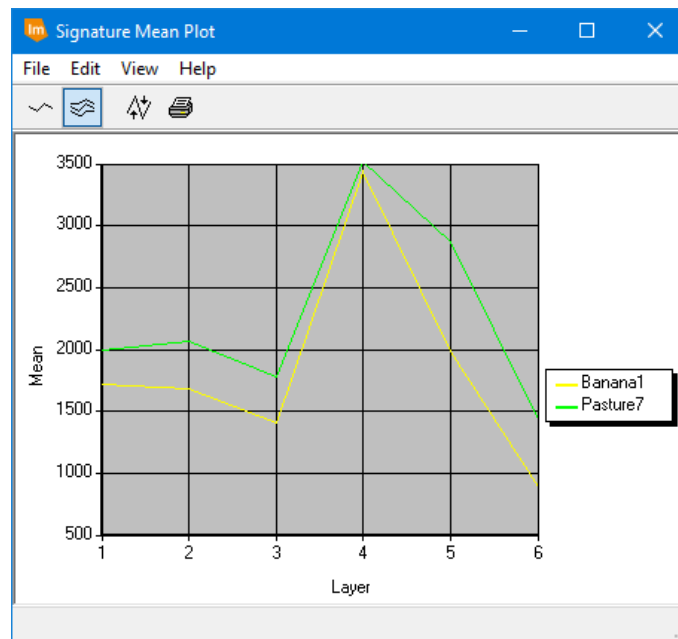 Im Signature Mean Plot
File Edit View Help
3500
3000
2500
2000
1500
1000
500
Mean
1 2 3 4 5 6
Layer
Banana1
Pasture7